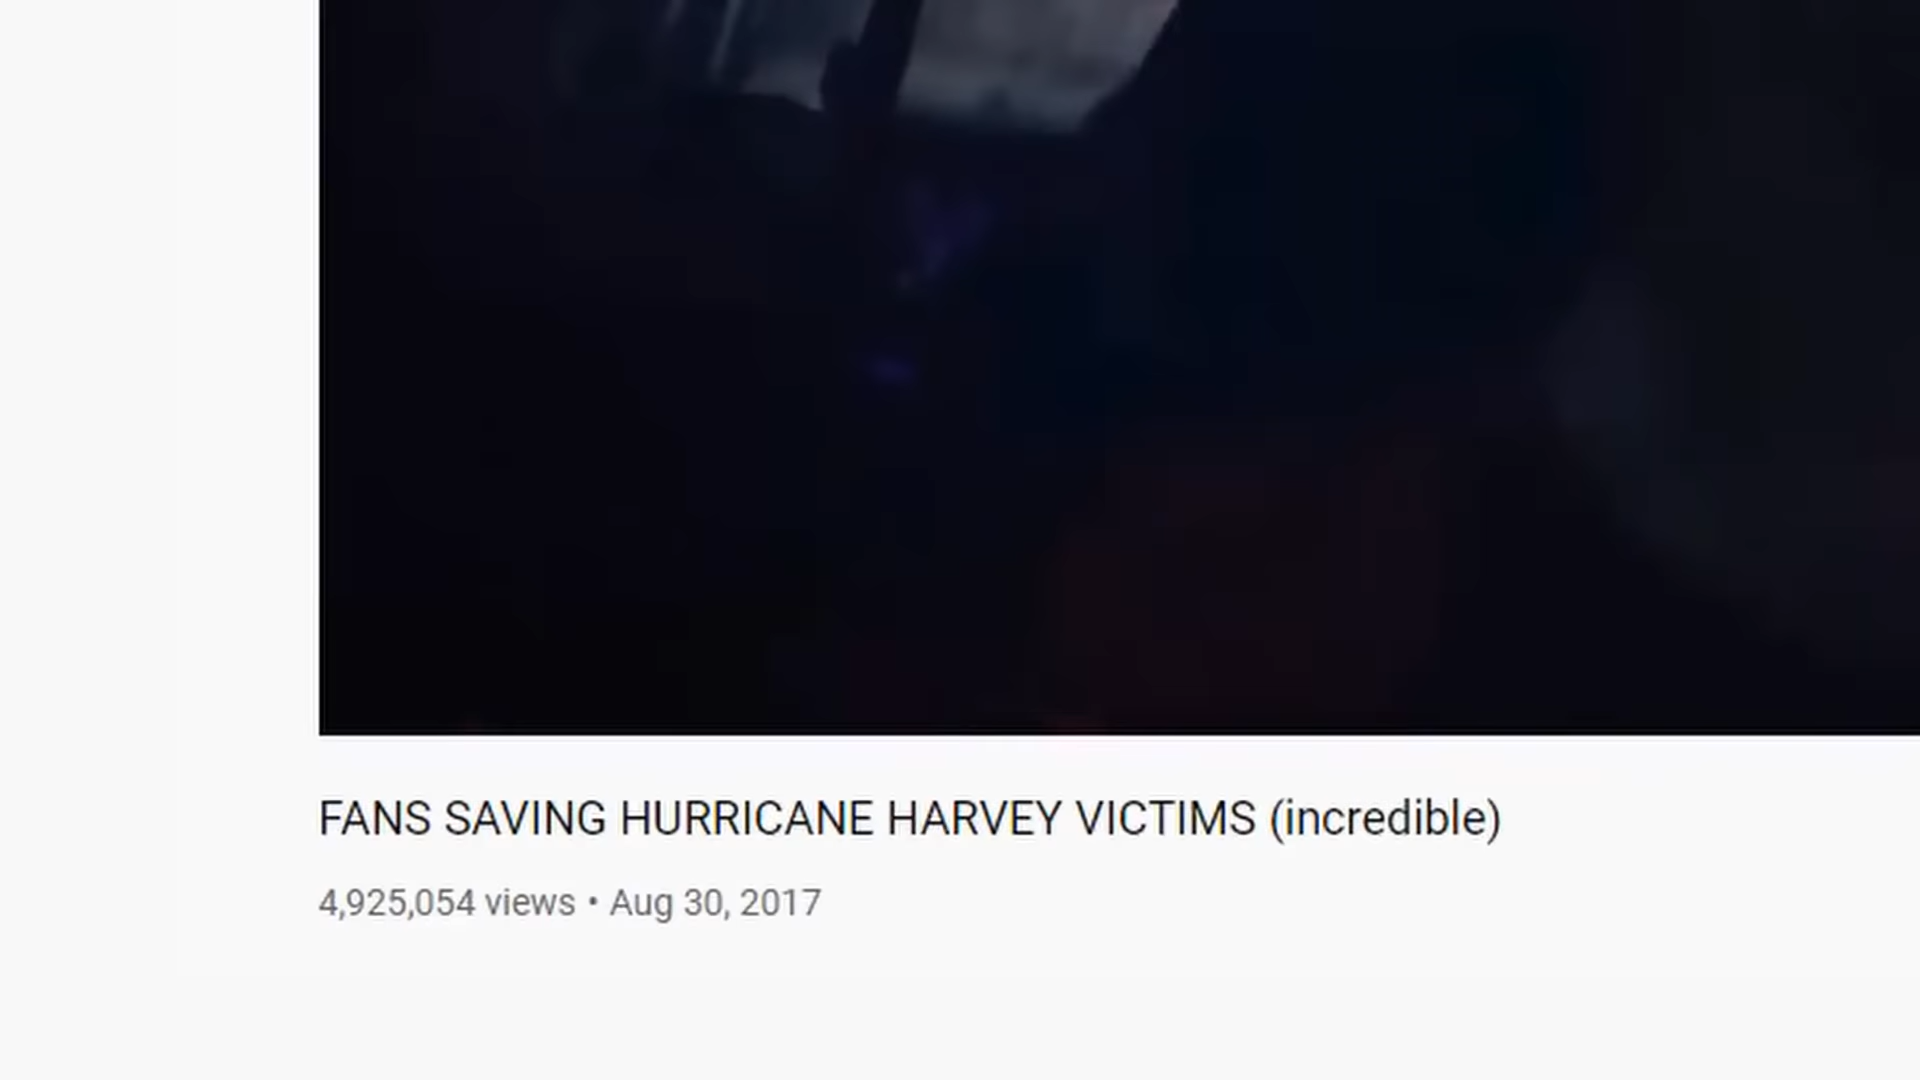 FANS SAVING HURRICANE HARVEY VICTIMS (incredible)
4,925,054 views • Aug 30, 2017